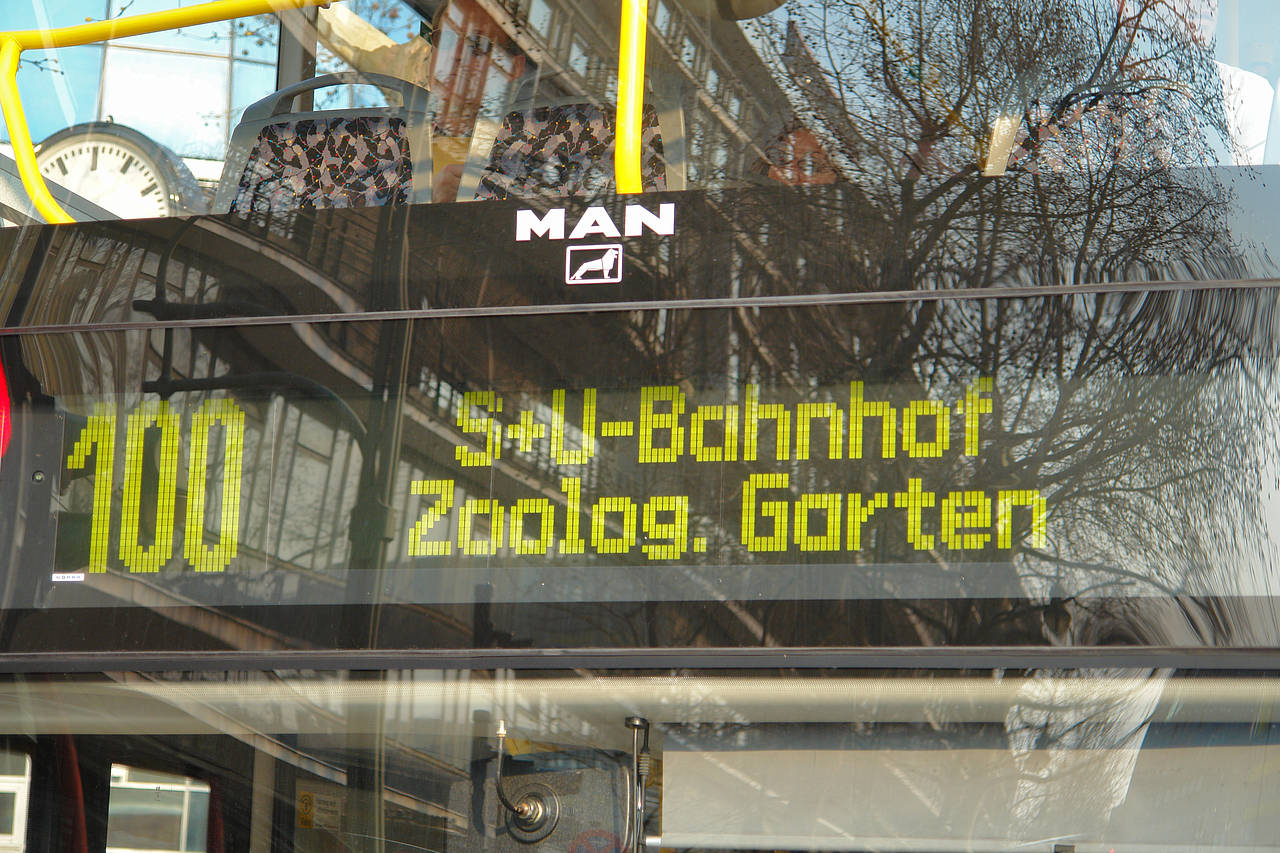 MAN
100
S+U-Bahnhof
Zoolog. Garten